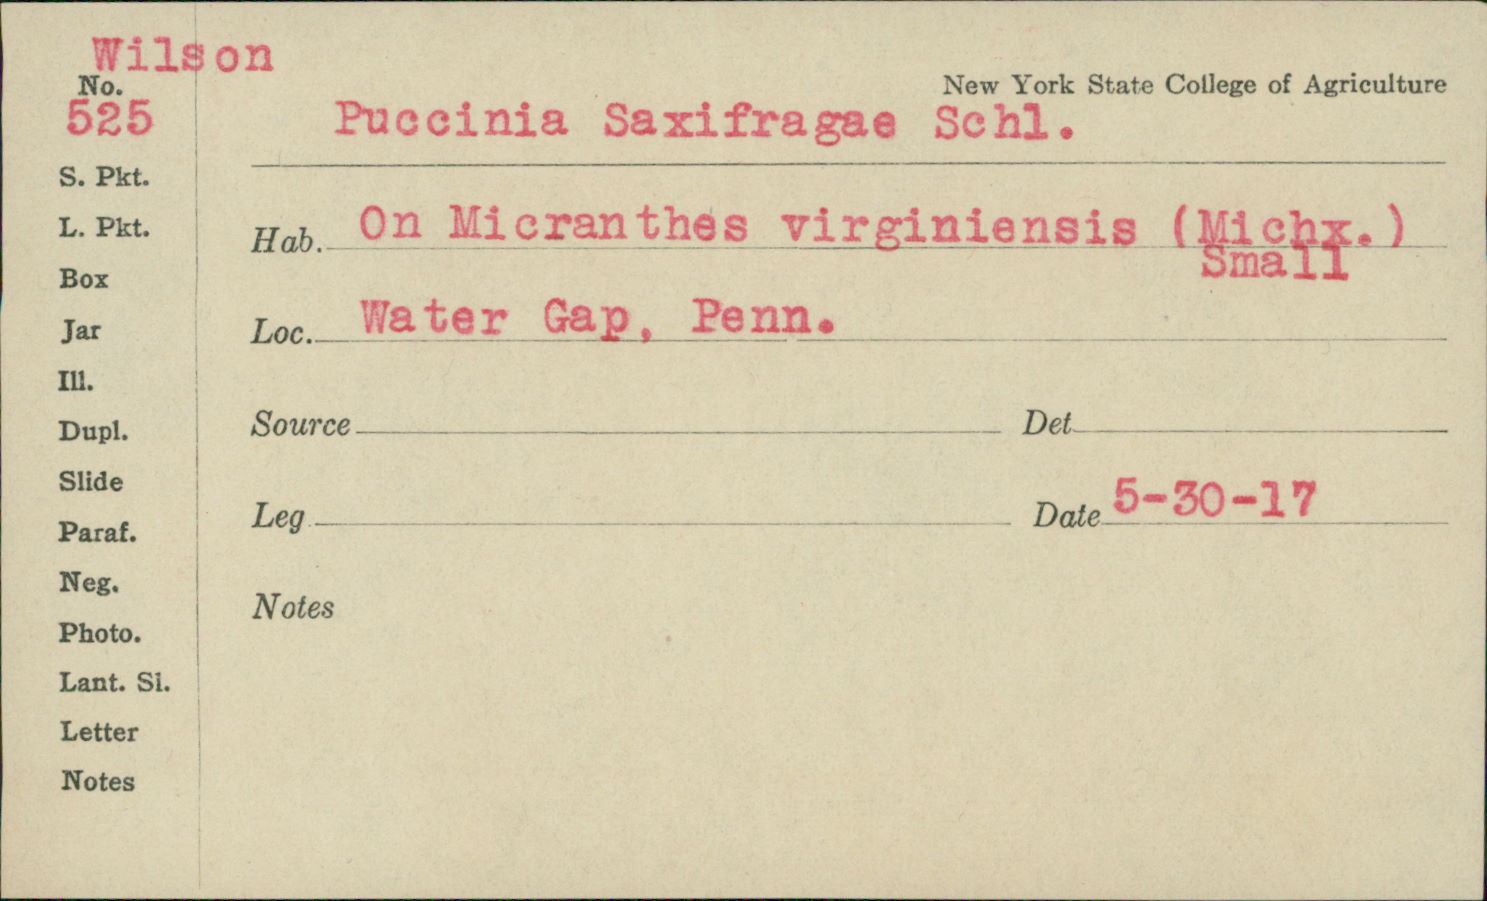 Wilson
No.
525
New York State College of Agriculture
Puccinia Saxifragae Schl.
S. Pkt.
L. Pkt.
Box
Jar
Ill.
Dupl.
Slide
Paraf.
Neg.
Photo.
Lant. Sl.
Letter
Notes
Hab. On Micranthes virginiensis (Michx.)
Small
Loc. Water Gap, Penn.
Source Det
Leg Date 5-30-17
Notes